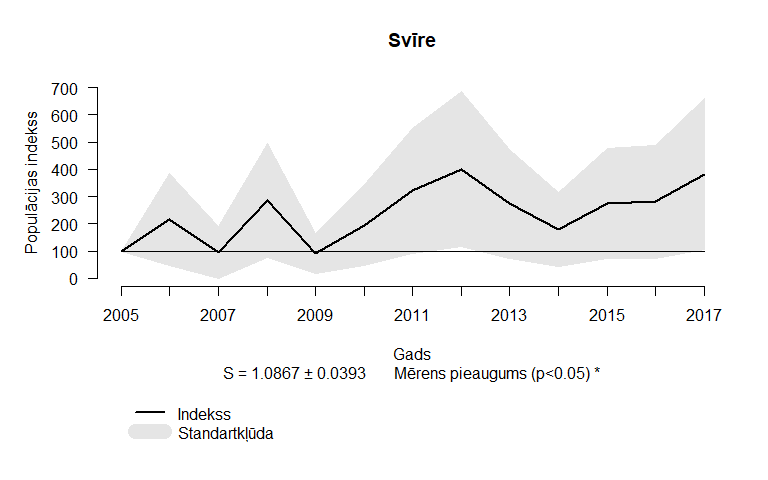 Svīre
Populācijas indekss
700
600
500
400
300
200
100
0
2005 2007 2009 2011 2013 2015 2017
Gads
S = 1.0867 ± 0.0393 Mērens pieaugums (p<0.05) *
Indekss
Standartkļūda